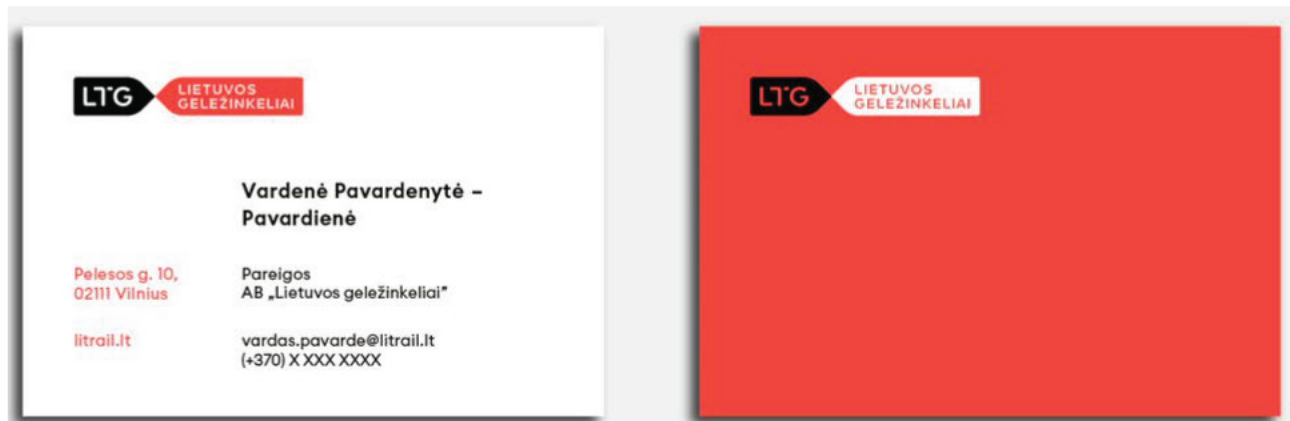 LTG
LIETUVOS
GELEŽINKELIAI
Vardenė Pavardenytė –
Pavardienė
Pelesos g. 10,
02111 Vilnius
Pareigos
AB „Lietuvos geležinkeliai”
litrail.lt
vardas.pavarde@litrail.lt
(+370) X XXX XXXX
LTG
LIETUVOS
GELEŽINKELIAI